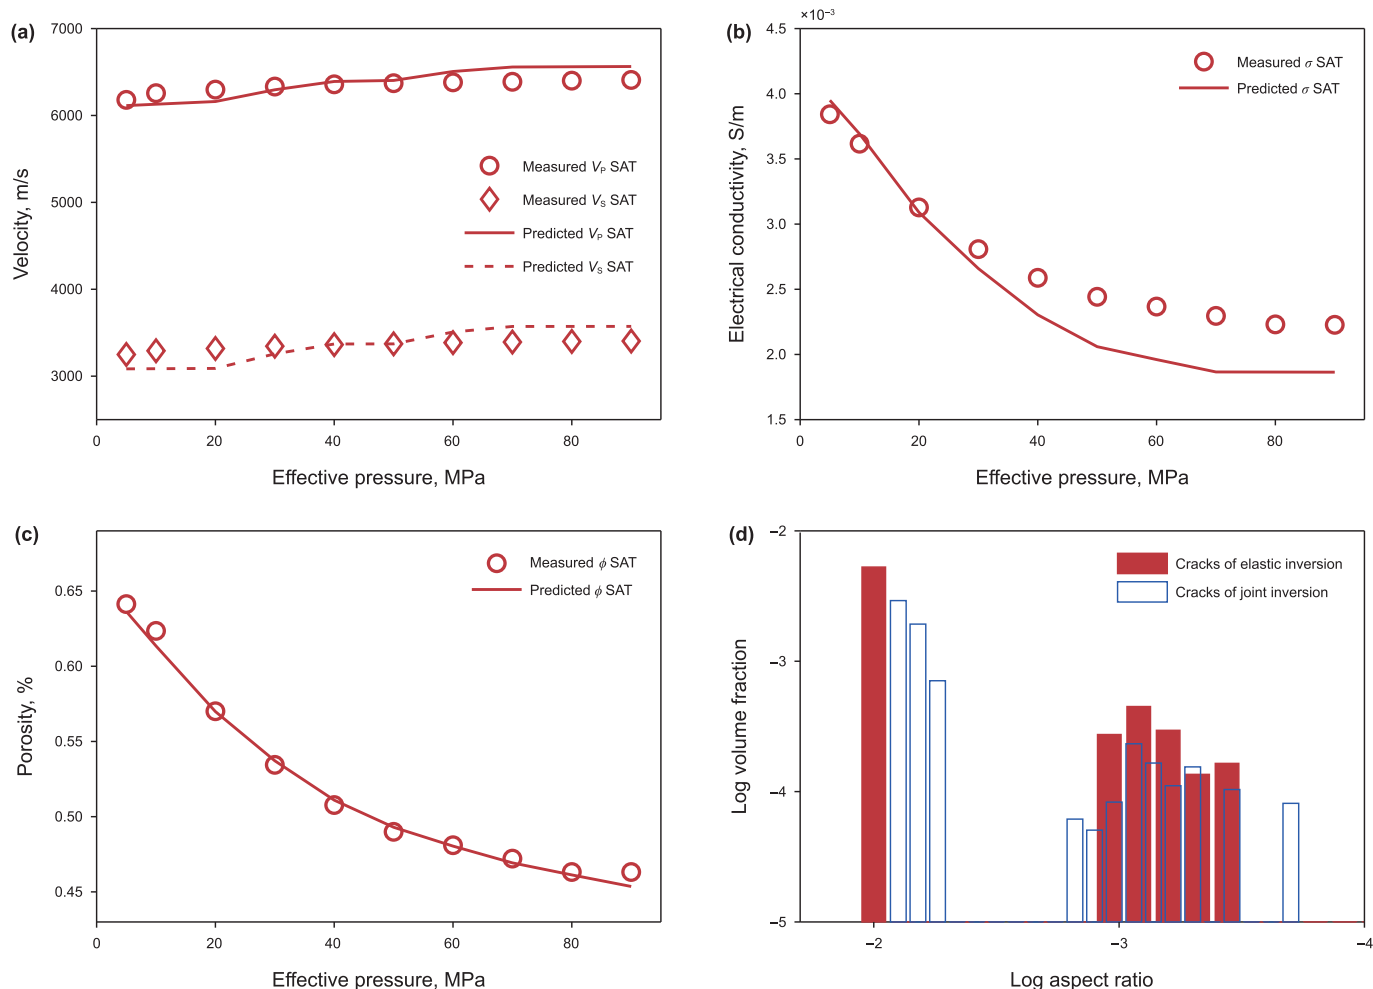 (a)
7000
6000
5000
4000
3000
Velocity, m/s
Measured VP SAT
Measured VS SAT
Predicted VP SAT
Predicted VS SAT
0
20
40
60
80
Effective pressure, MPa
(b)
×10−3
4.5
4.0
3.5
3.0
2.5
2.0
1.5
Electrical conductivity, S/m
Measured σ SAT
Predicted σ SAT
0
20
40
60
80
Effective pressure, MPa
(c)
0.65
0.60
0.55
0.50
0.45
Porosity, %
Measured ϕ SAT
Predicted ϕ SAT
0
20
40
60
80
Effective pressure, MPa
(d)
−2
−3
−4
−5
Log volume fraction
Cracks of elastic inversion
Cracks of joint inversion
−2
−3
−4
Log aspect ratio